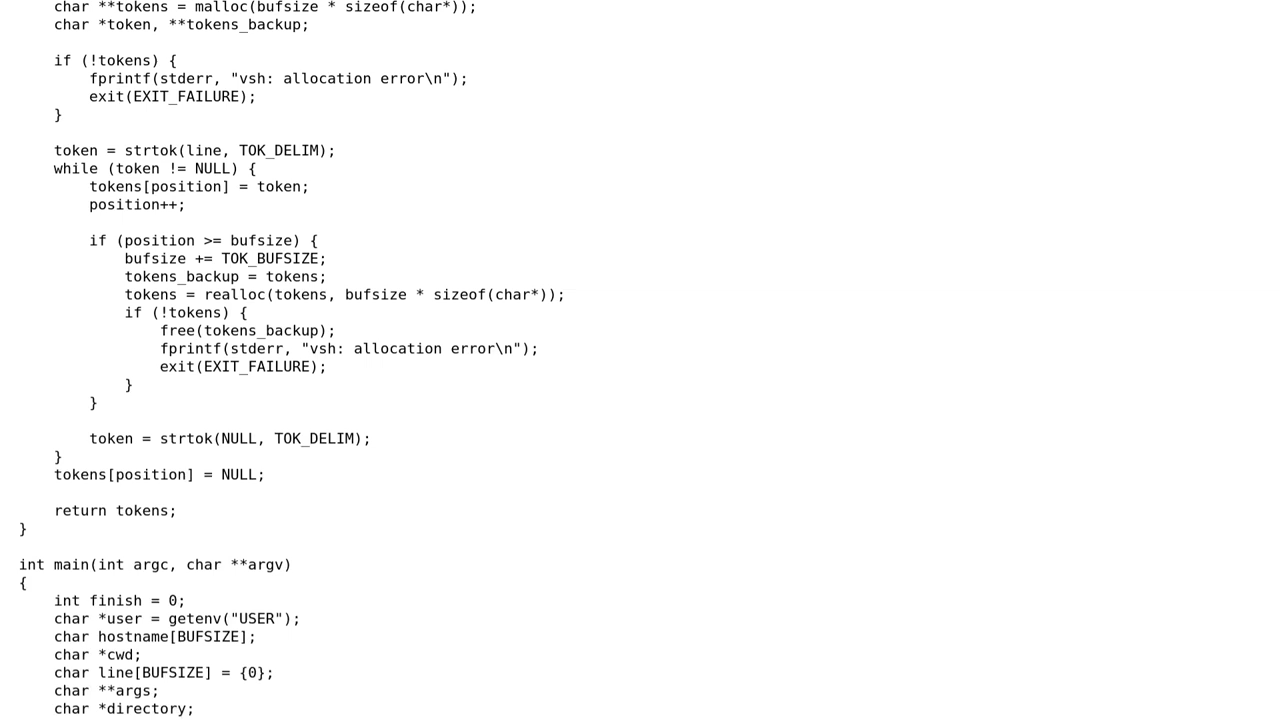 char **tokens = malloc(bufsize * sizeof(char*));
    char *token, **tokens_backup;

    if (!tokens) {
        fprintf(stderr, "vsh: allocation error\n");
        exit(EXIT_FAILURE);
    }

    token = strtok(line, TOK_DELIM);
    while (token != NULL) {
        tokens[position] = token;
        position++;

        if (position >= bufsize) {
            bufsize += TOK_BUFSIZE;
            tokens_backup = tokens;
            tokens = realloc(tokens, bufsize * sizeof(char*));
            if (!tokens) {
                free(tokens_backup);
                fprintf(stderr, "vsh: allocation error\n");
                exit(EXIT_FAILURE);
            }
        }

        token = strtok(NULL, TOK_DELIM);
    }
    tokens[position] = NULL;

    return tokens;
}

int main(int argc, char **argv)
{
    int finish = 0;
    char *user = getenv("USER");
    char hostname[BUFSIZE];
    char *cwd;
    char line[BUFSIZE] = {0};
    char **args;
    char *directory;